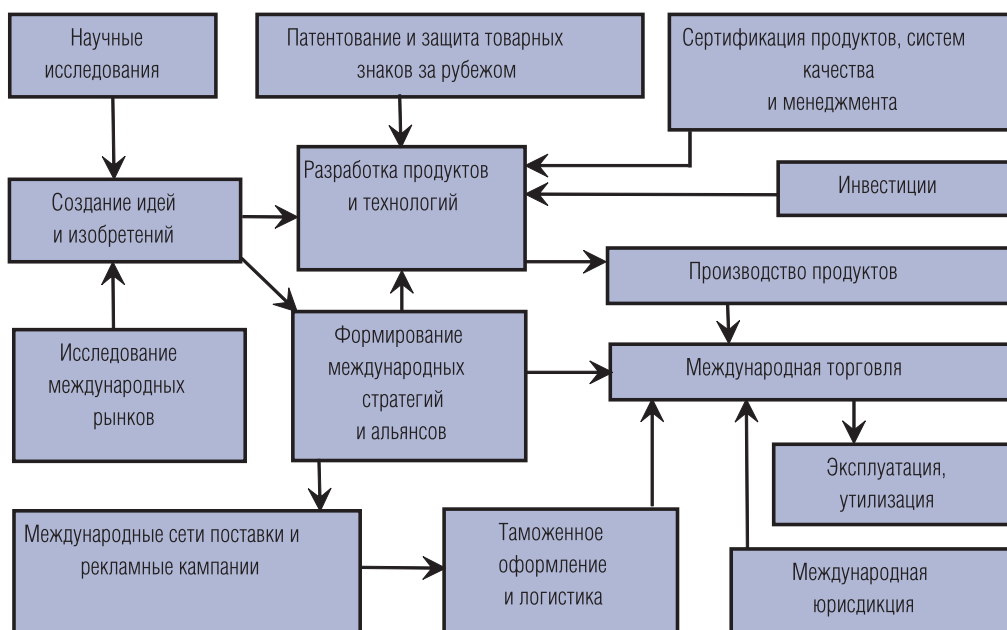 Научные
исследования
Патентование и защита товарных
знаков за рубежом
Сертификация продуктов, систем
качества
и менеджмента
Создание идей
и изобретений
Разработка продуктов
и технологий
Инвестиции
Производство продуктов
Исследование
международных
рынков
Формирование
международных
стратегий
и альянсов
Международная торговля
Эксплуатация,
утилизация
Международные сети поставки и
рекламные кампании
Таможенное
оформление
и логистика
Международная
юрисдикция